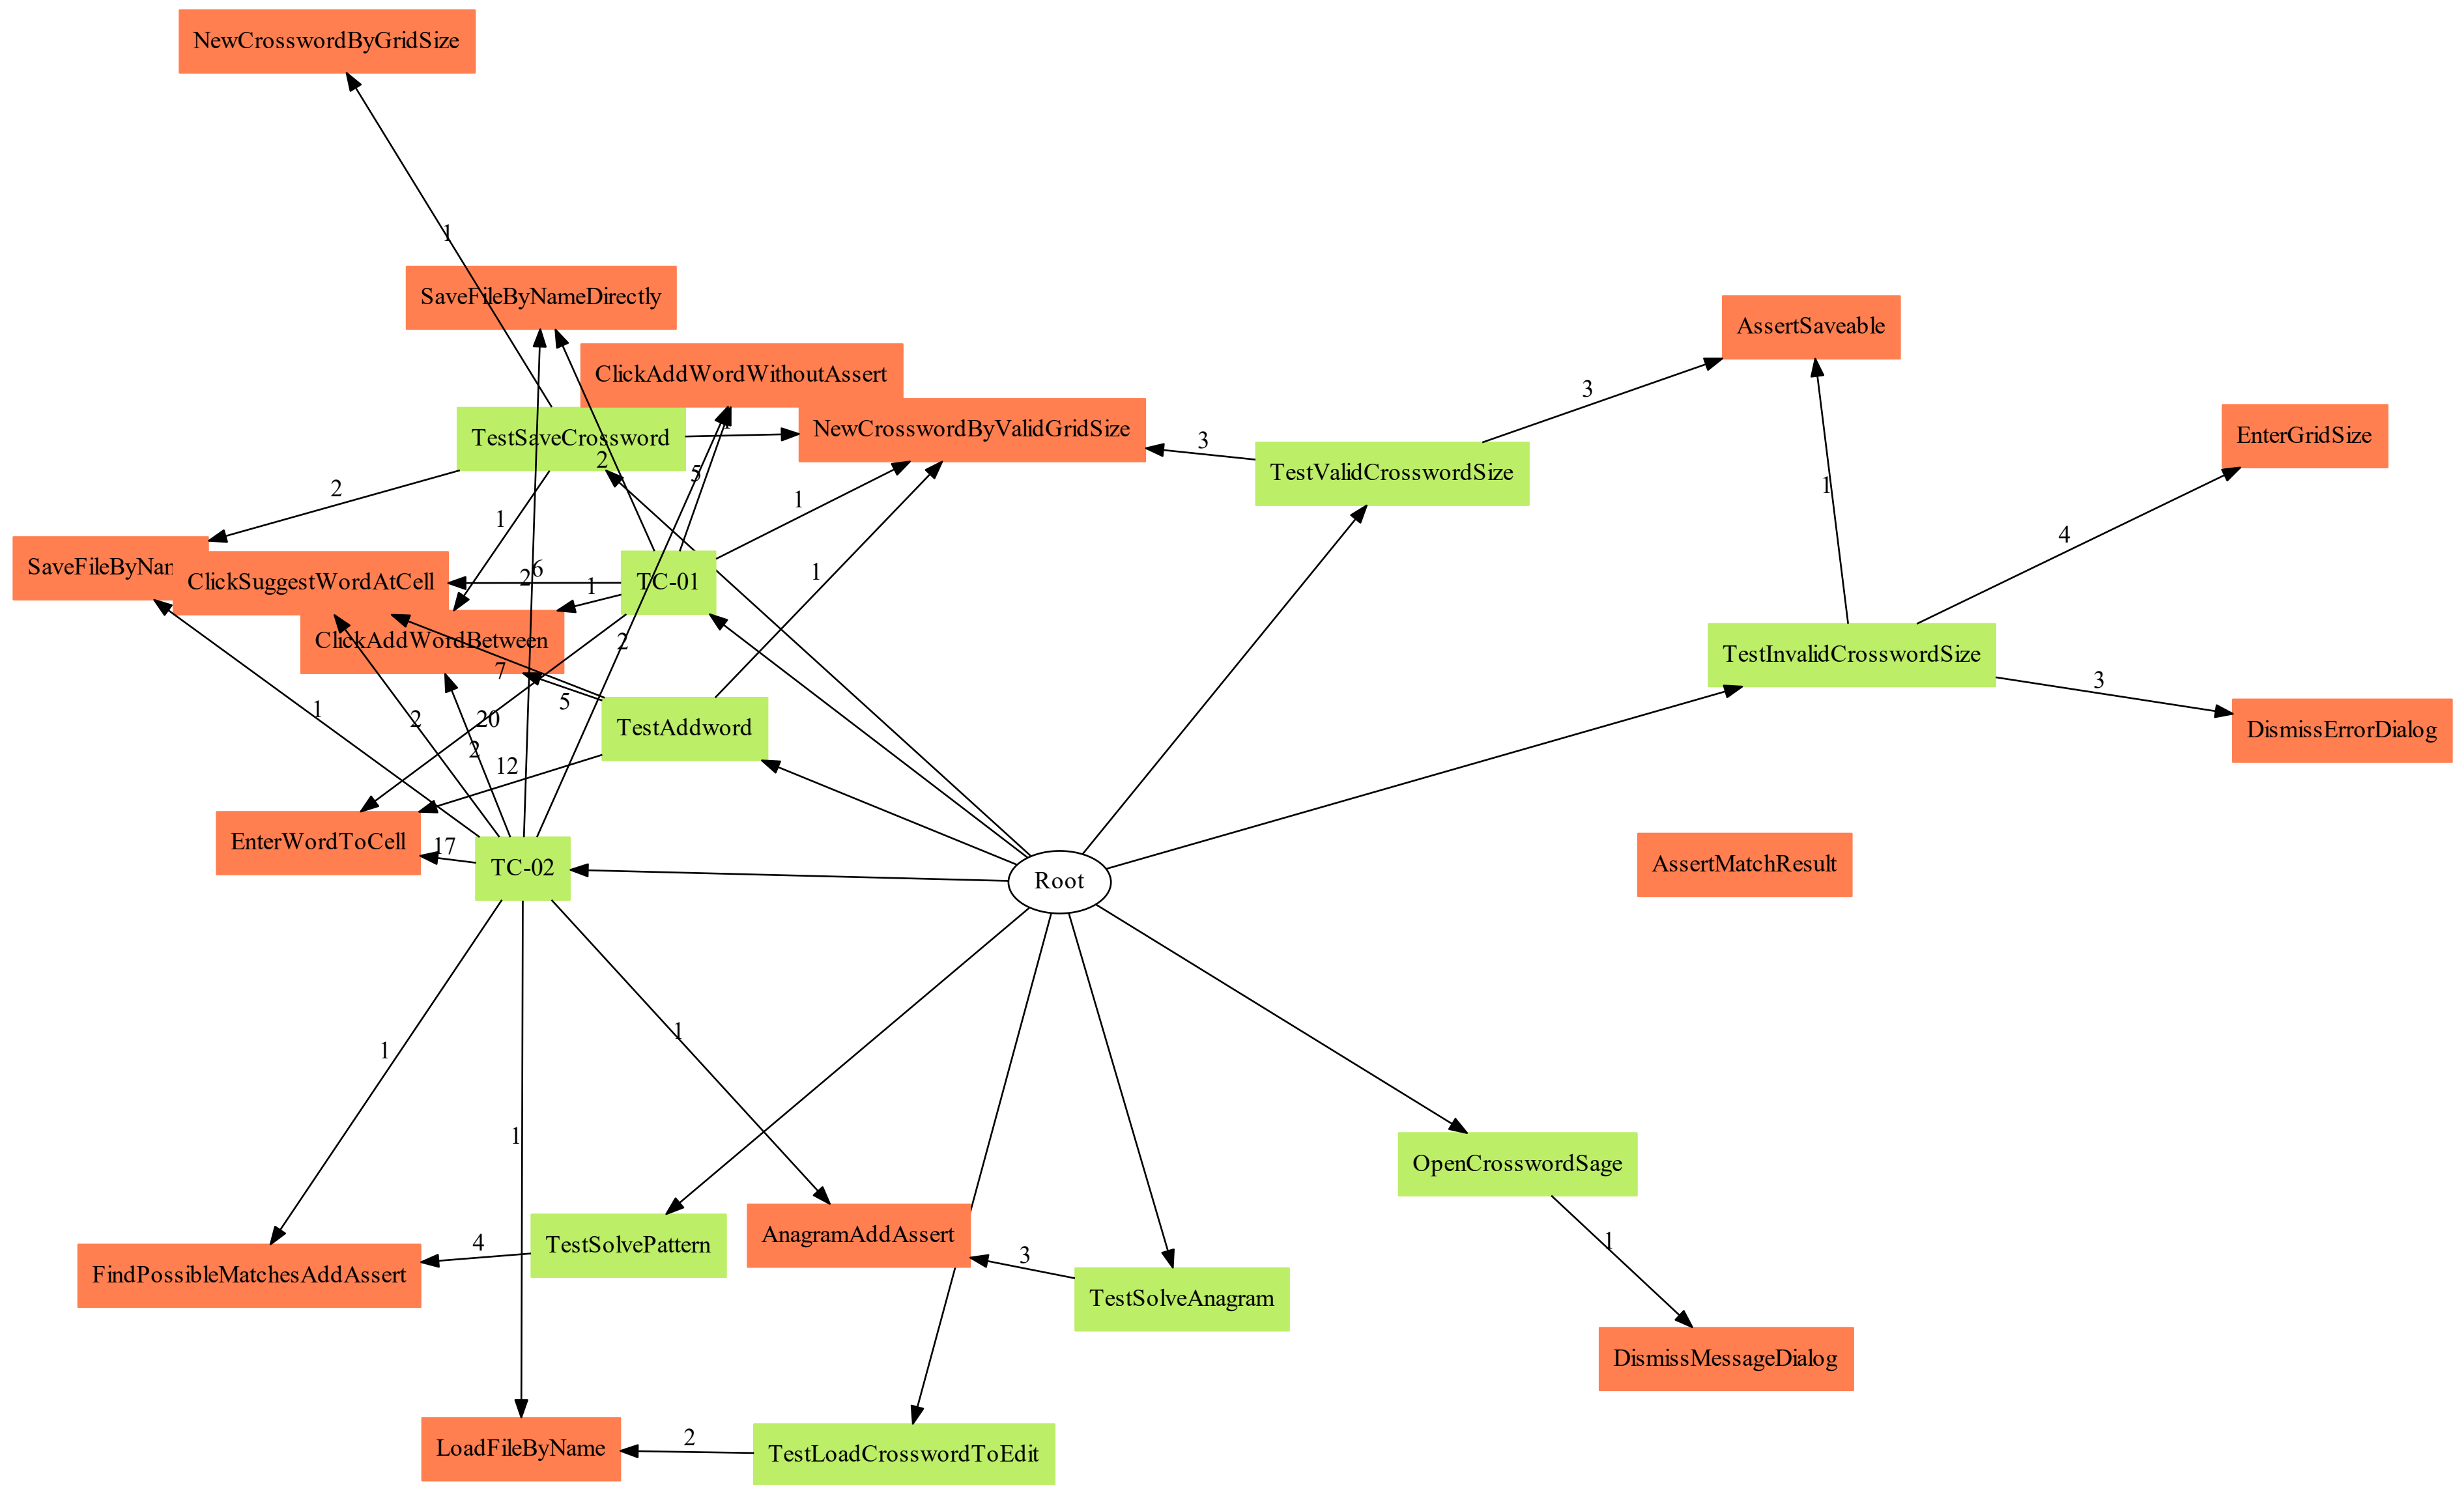 NewCrosswordByGridSize
1
SaveFileByNameDirectly
AssertSaveable
ClickAddWordWithoutAssert
3
NewCrosswordByValidGridSize
TestSaveCrossword
EnterGridSize
3
2
TestValidCrosswordSize
5
2
1
1
1
4
SaveFileByNam
ClickSuggestWordAtCell
2
6
1
TC-01
1
ClickAddWordBetween
2
TestInvalidCrosswordSize
7
5
3
1
2
20
TestAddword
DismissErrorDialog
2
12
EnterWordToCell
17
TC-02
Root
AssertMatchResult
1
1
1
OpenCrosswordSage
AnagramAddAssert
4
TestSolvePattern
1
3
FindPossibleMatchesAddAssert
TestSolveAnagram
DismissMessageDialog
2
LoadFileByName
TestLoadCrosswordToEdit